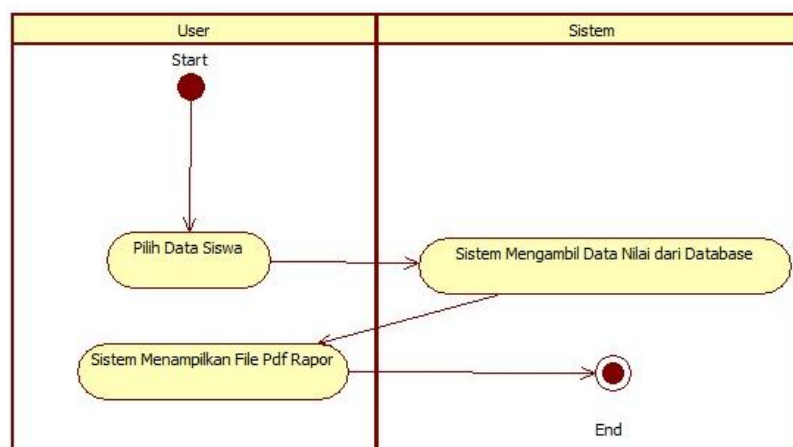 User
Sistem
Start
Pilih Data Siswa
Sistem Mengambil Data Nilai dari Database
Sistem Menampilkan File Pdf Rapor
End